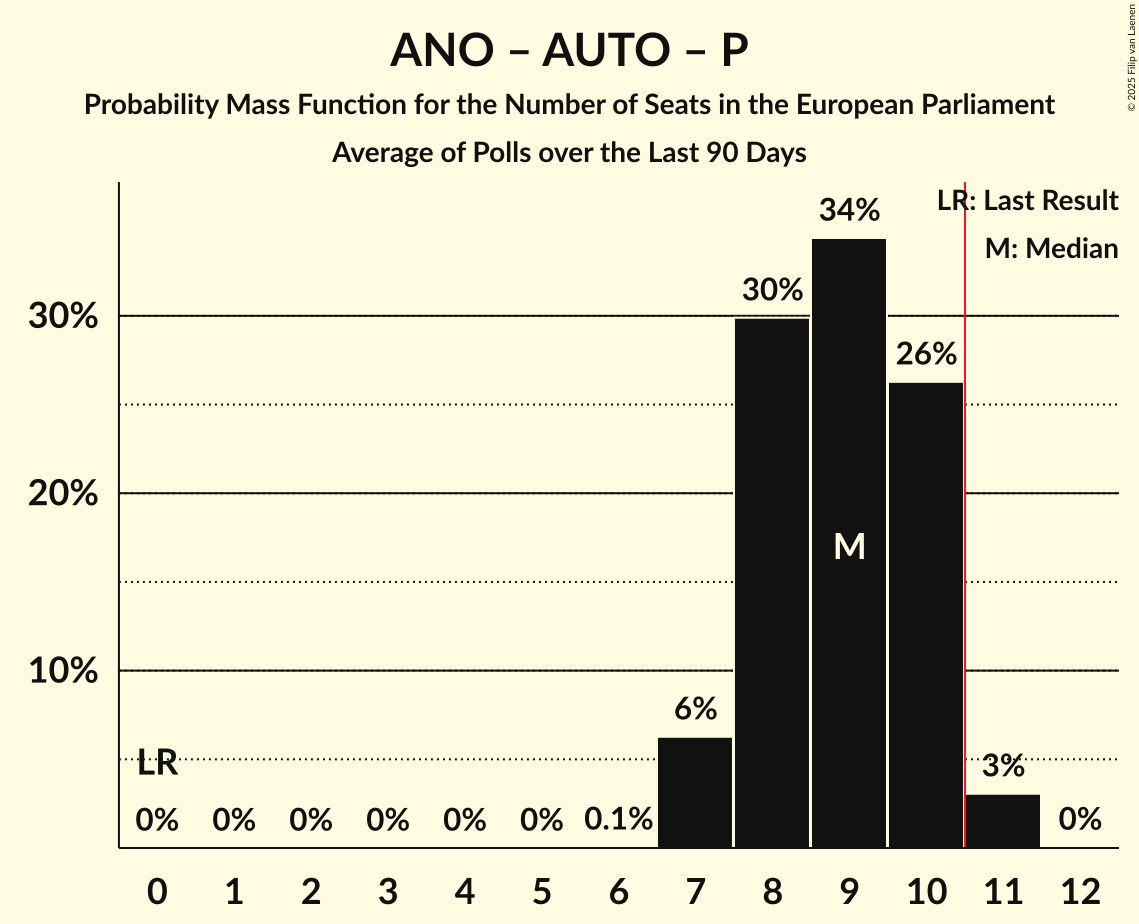 ANO – AUTO – P
Probability Mass Function for the Number of Seats in the European Parliament
Average of Polls over the Last 90 Days
© 2025 Filip van Laenen
LR: Last Result
M: Median
34%
30%
30%
26%
20%
M
10%
6%
LR
3%
0% 0% 0% 0% 0% 0% 0.1% 0%
0 1 2 3 4 5 6 7 8 9 10 11 12